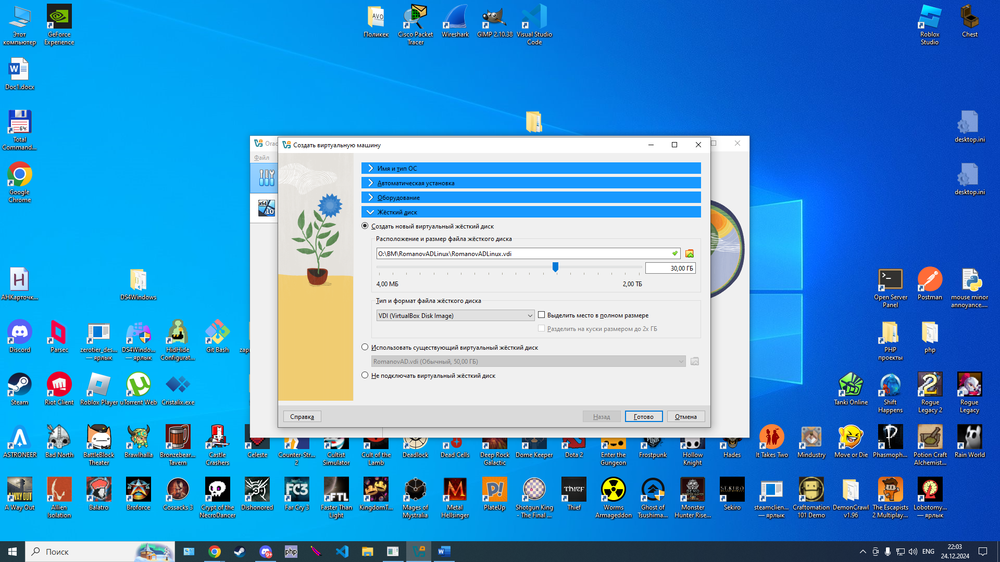 Этот компьютер
GeForce Experience
Поликек
Cisco Packet Tracer
Wireshark
GIMP 2.10.38
Visual Studio Code
Roblox Studio
Chest
Doc1.docx
Total Command...
desktop.ini
Google Chrome
desktop.ini
Файл
Создать виртуальную машину
Имя и тип ОС
Автоматическая установка
Оборудование
Жёсткий диск
Создать новый виртуальный жёсткий диск
Расположение и размер файла жёсткого диска
O:\ВМ\RomanovADLinux\RomanovADLinux.vdi
30,00 ГБ
4,00 МБ
2,00 ТБ
Тип и формат файла жёсткого диска
VDI (VirtualBox Disk Image)
Выделить место в полном размере
Разделить на куски размером до 2х ГБ
Использовать существующий виртуальный жёсткий диск
RomanovAD.vdi (Обычный, 50,00 ГБ)
Не подключать виртуальный жёсткий диск
Справка
Назад
Готово
Отмена
АНКарточк...
DS4Windows
Open Server Panel
Postman
mouse minor annoyance....
Discord
Parsec
zerotier_des... — ярлык
DS4Windo... — ярлык
HidHide Configurat...
Git Bash
PHP проекты
php
Steam
Riot Client
Roblox Player
uTorrent Web
Cristalix.exe
Tanki Online
Shift Happens
Rogue Legacy 2
Rogue Legacy
ASTRONEER
Bad North
BattleBlock Theater
Brawlhalla
Bronzebear... Tavern
Castle Crashers
Celeste
Counter-Str... 2
Cultist Simulator
Cult of the Lamb
Deadlock
Dead Cells
Deep Rock Galactic
Dome Keeper
Dota 2
Enter the Gungeon
Frostpunk
Hollow Knight
Hades
It Takes Two
Mindustry
Move or Die
Phasmoph...
Potion Craft Alchemist...
Rain World
A Way Out
Allien Isolation
Balatro
Broforce
Cossacks 3
Crypt of the NecroDancer
Dishonored
Far Cry 3
Faster Than Light
KingdomT...
Mages of Mystralia
Metal Hellsinger
PlateUp
Shotgun King - The Final ...
Thief
Worms Armageddon
Ghost of Tsushima...
Monster Hunter Rise...
Sekiro
steamclien... — ярлык
Craftomation 101 Demo
DemonCrawl v1.96
The Escapists 2 Multiplay...
Lobotomy... — ярлык
Поиск
ENG
22:03
24.12.2024